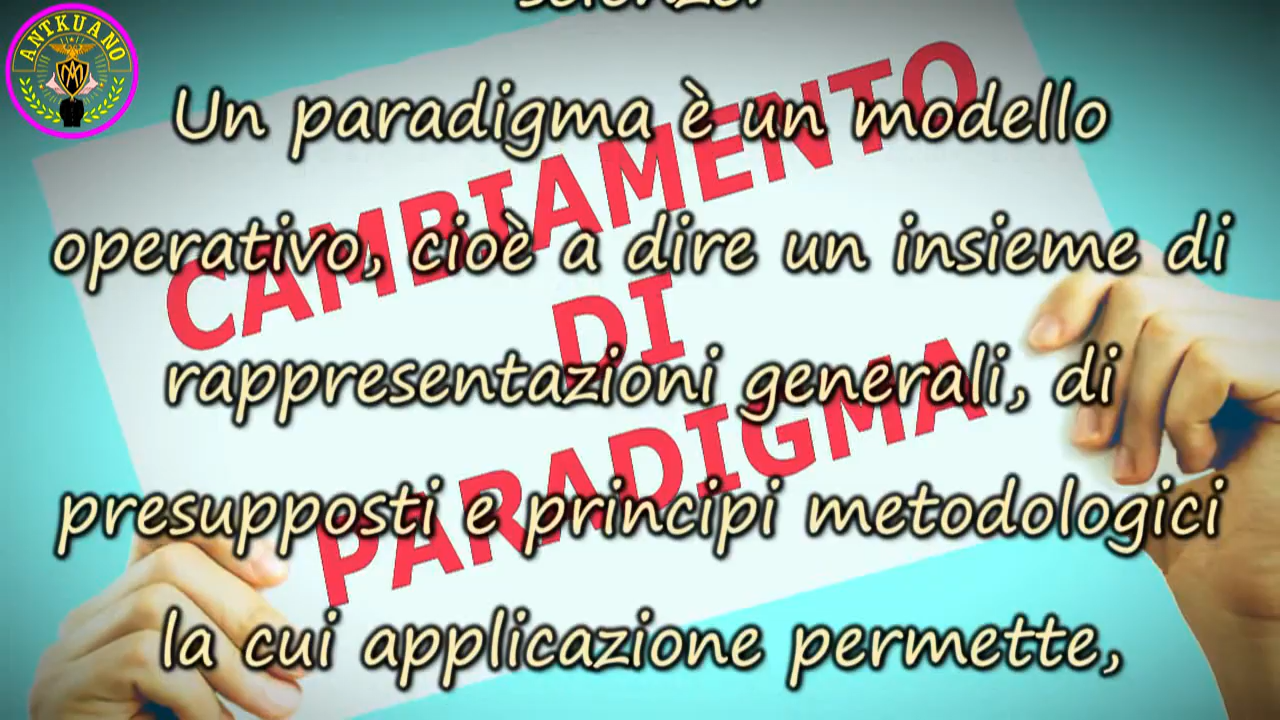 ANTKUANO
Un paradigma è un modello
operativo, cioè a dire un insieme di
rappresentazioni generali, di
presupposti e principi metodologici
la cui applicazione permette,
CAMBIAMENTO
DI
PARADIGMA